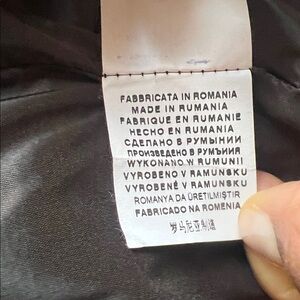 FABBRICATA IN ROMANIA
MADE IN RUMANIA
FABRIQUE EN RUMANIE
HECHO EN RUMANIA
СДЕЛАНО В РУМЫНИИ
ПРОИЗВЕДЕНО В РУМЪНИЯ
WYKONANO W RUMUNII
VYROBENO V RAMUNSKU
VYROBENÉ V RAMUNSKU
ROMANYA DA ÜRETILMIŞTIR
FABRICADO NA ROMÉNIA
罗马尼亚制造